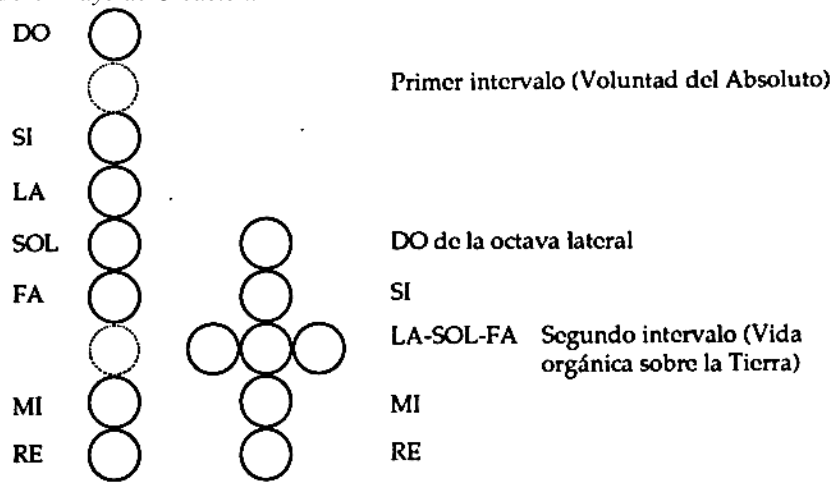 DO
Primer intervalo (Voluntad del Absoluto)
SI
LA
SOL DO de la octava lateral
FA SI
LA-SOL-FA Segundo intervalo (Vida
orgánica sobre la Tierra)
MI MI
RE RE